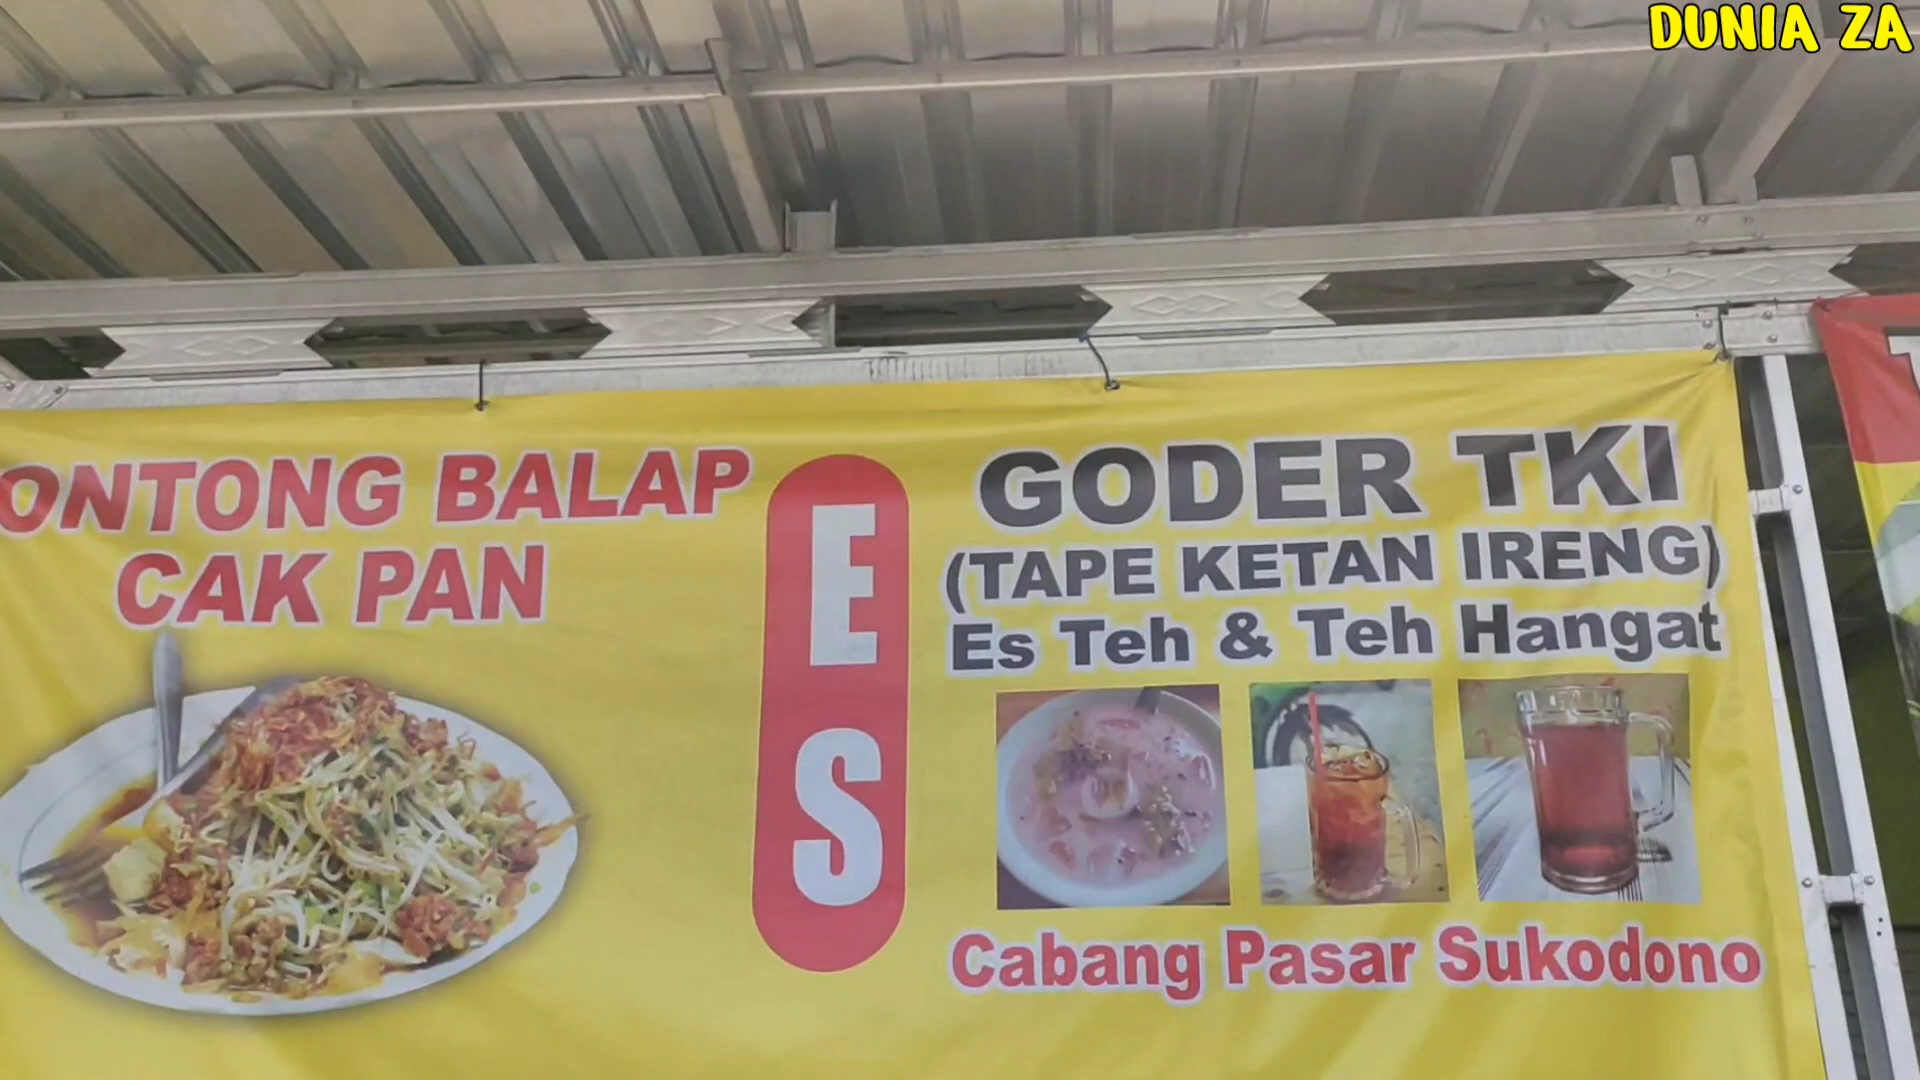 DUNIA ZA
ONTONG BALAP
CAK PAN
ES
GODER TKI
(TAPE KETAN IRENG)
Es Teh & Teh Hangat
Cabang Pasar Sukodono